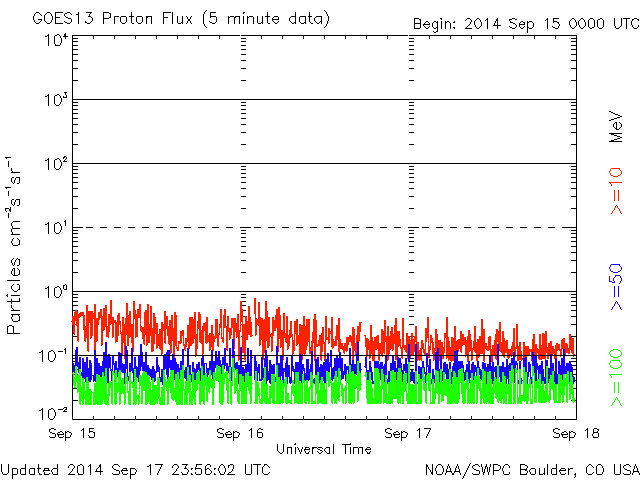 GOES13 Proton Flux (5 minute data)
Begin: 2014 Sep 15 0000 UTC
10⁴
10³
10²
10¹
10⁰
10⁻¹
10⁻²
Particles cm⁻²s⁻¹sr⁻¹
Sep 15
Sep 16
Sep 17
Sep 18
Universal Time
MeV
>=10
>=50
>=100
Updated 2014 Sep 17 23:56:02 UTC
NOAA/SWPC Boulder, CO USA